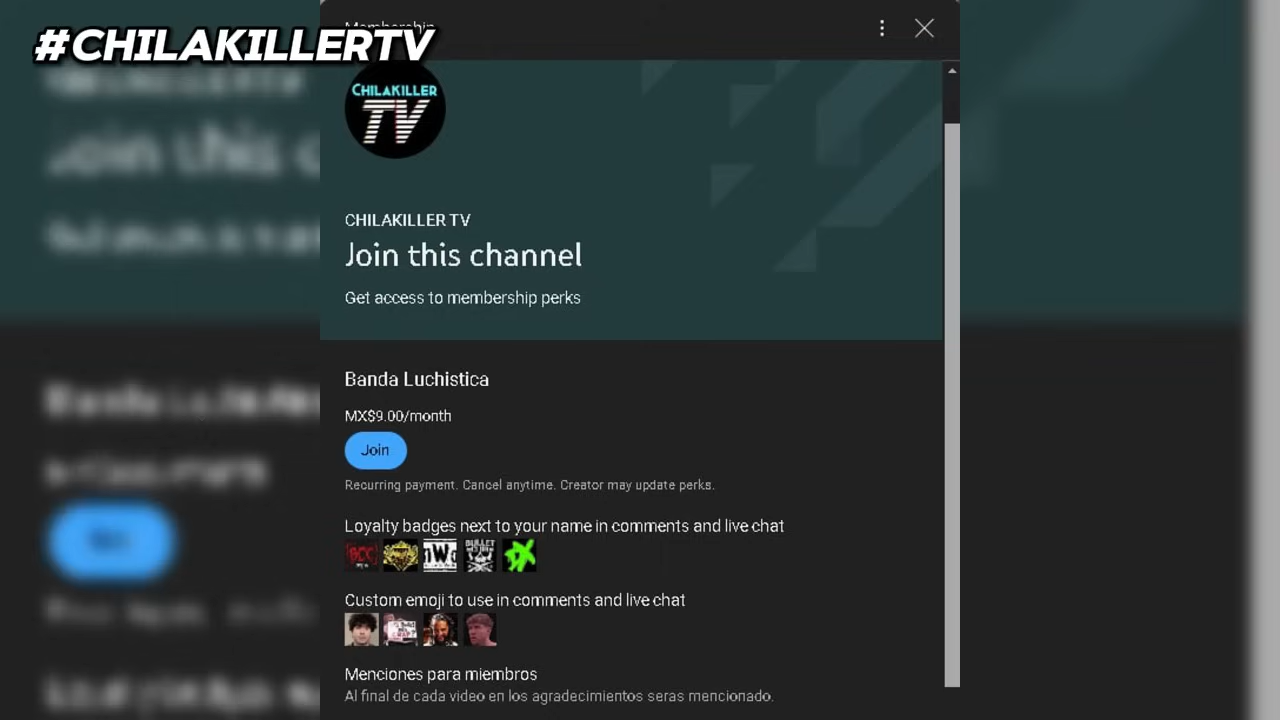 #CHILAKILLERTV
Membership
CHILAKILLER
TV
CHILAKILLER TV
Join this channel
Get access to membership perks
Banda Luchistica
MX$9.00/month
Join
Recurring payment. Cancel anytime. Creator may update perks.
Loyalty badges next to your name in comments and live chat
Custom emoji to use in comments and live chat
Menciones para miembros
Al final de cada video en los agradecimientos seras mencionado.